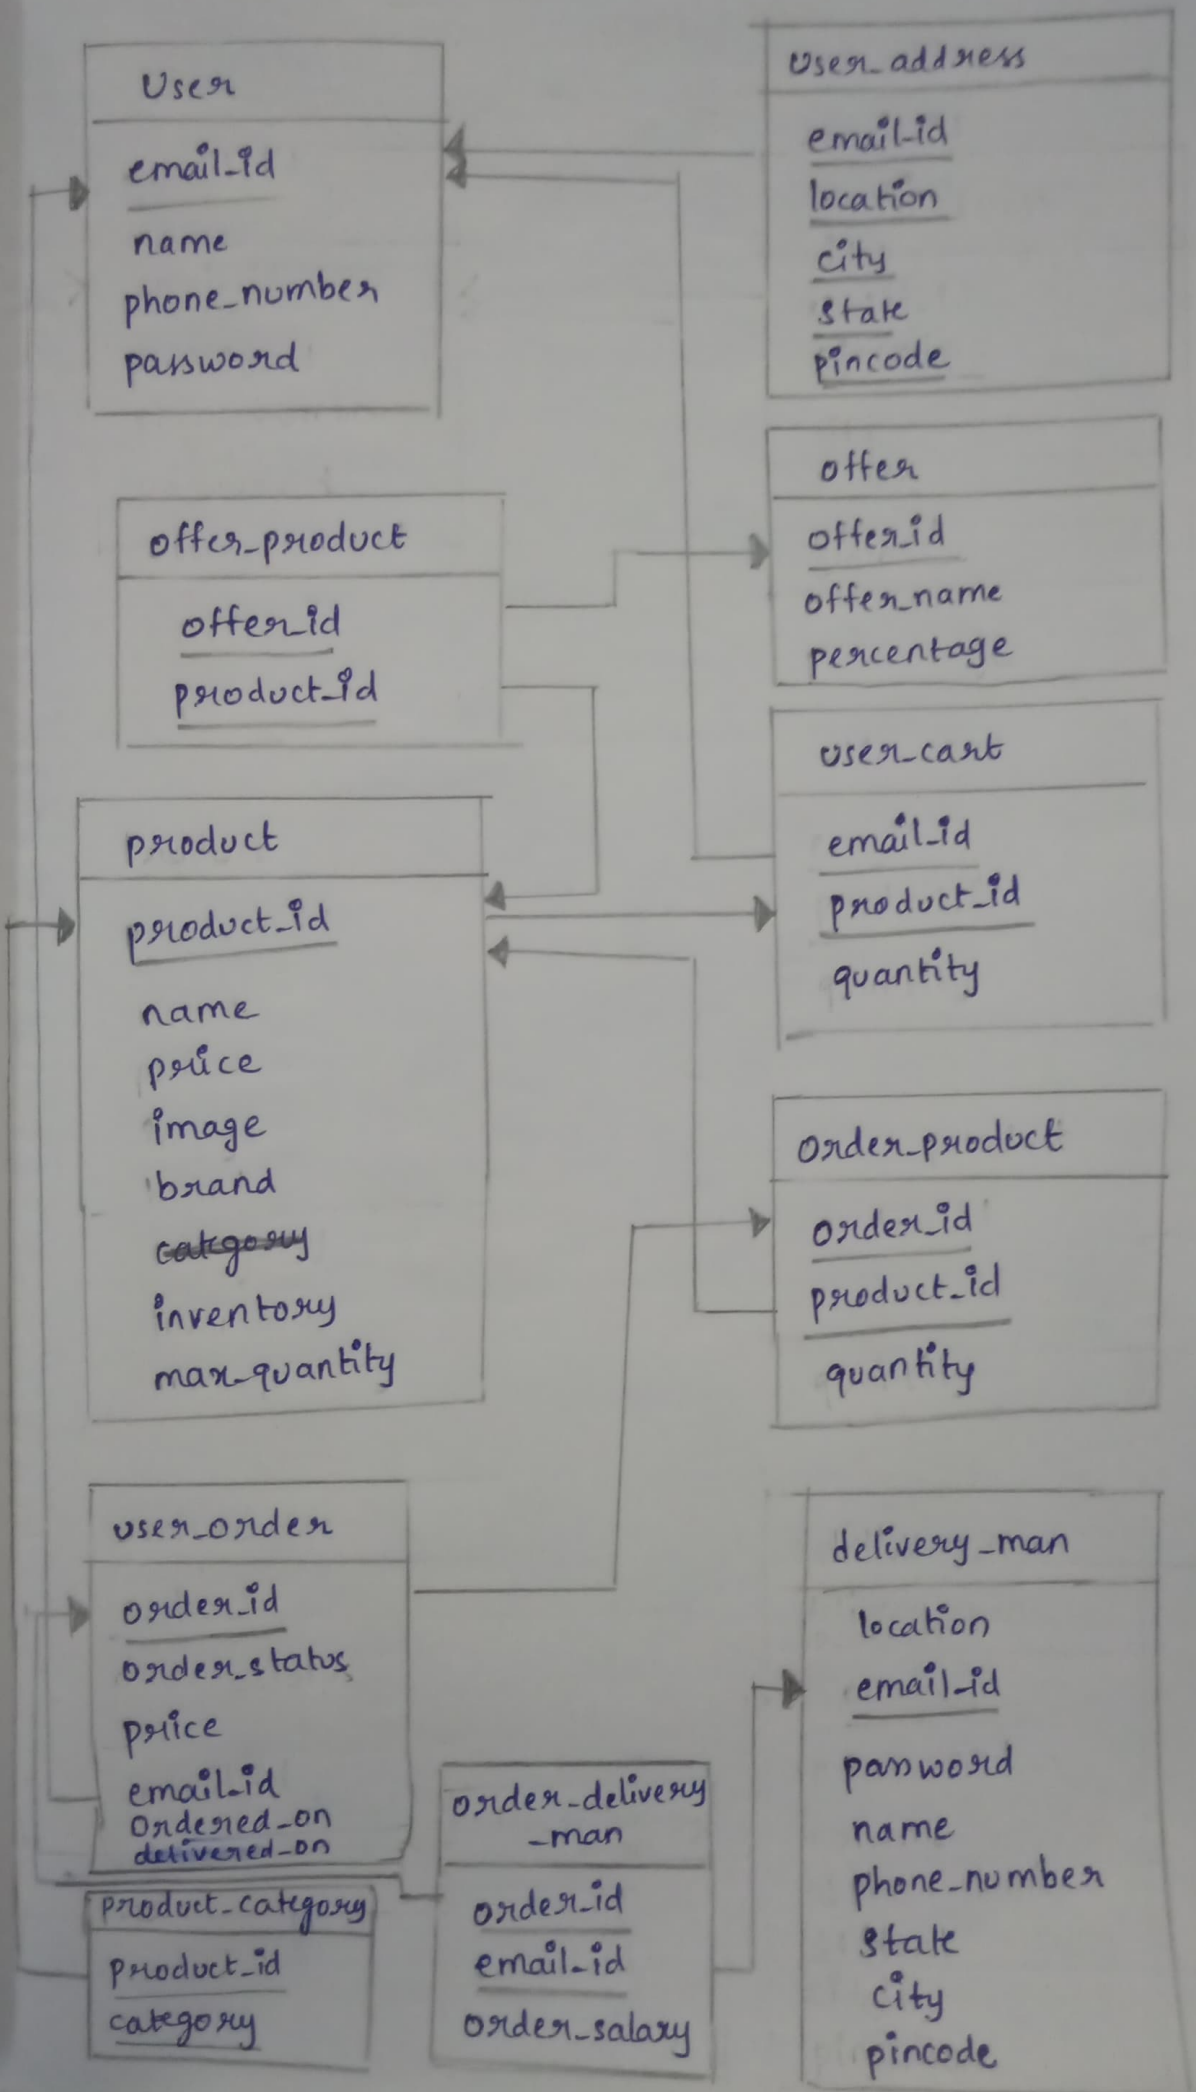 User
email_id
name
phone_number
password
user_address
email_id
location
city
state
pincode
offer
offer_id
offer_name
percentage
offer_product
offer_id
product_id
user_cart
email_id
product_id
quantity
product
product_id
name
price
image
brand
category
inventory
max_quantity
order_product
order_id
product_id
quantity
user_order
order_id
order_status
price
email_id
ordered_on
delivered_on
delivery_man
location
email_id
password
name
phone_number
state
city
pincode
order_delivery
_man
order_id
email_id
order_salary
product_category
product_id
category